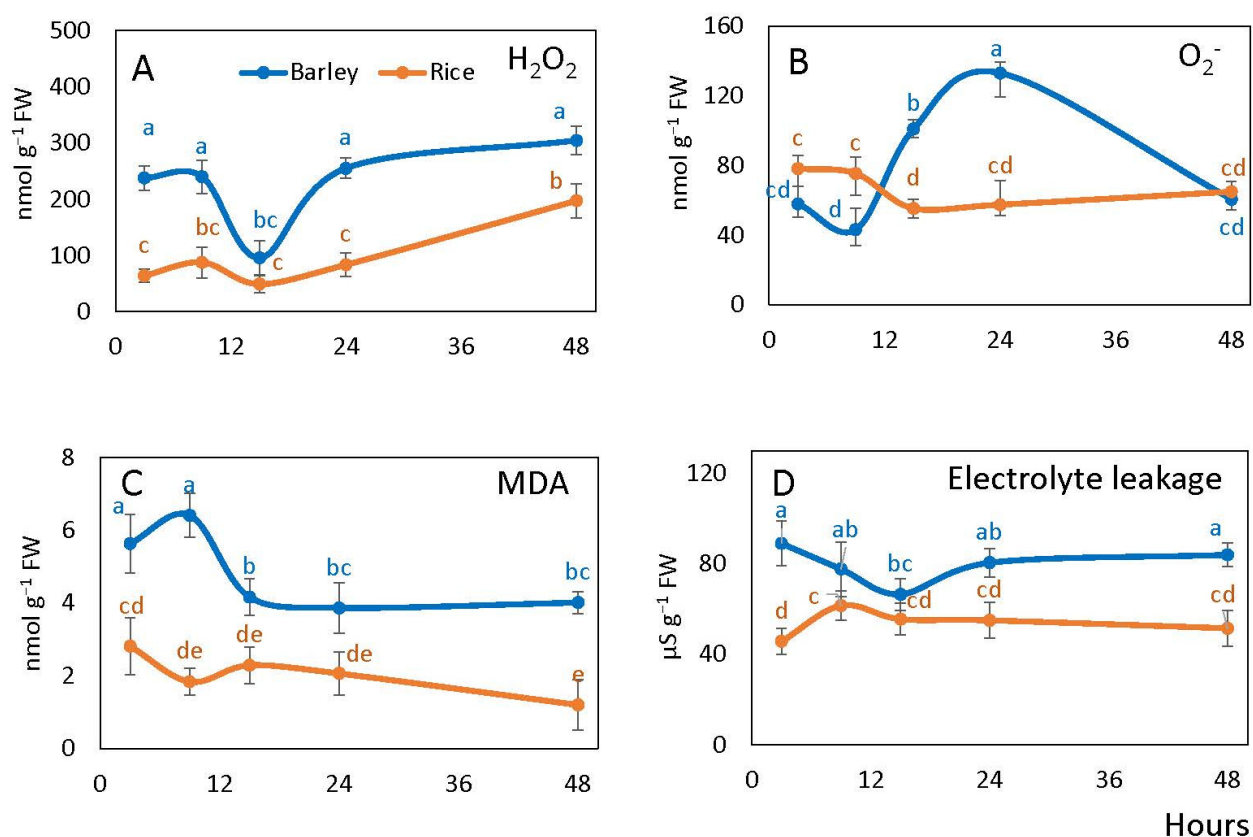 A
Barley
Rice
H₂O₂
nmol g⁻¹ FW
500
400
300
200
100
0
a
a
bc
a
a
c
bc
c
c
b
0
12
24
36
48
B
O₂⁻
nmol g⁻¹ FW
160
120
80
40
0
cd
d
b
a
cd
c
c
d
cd
cd
0
12
24
36
48
C
MDA
nmol g⁻¹ FW
8
6
4
2
0
a
a
b
bc
bc
cd
de
de
de
e
0
12
24
36
48
D
Electrolyte leakage
µS g⁻¹ FW
120
80
40
0
a
ab
bc
ab
a
d
c
cd
cd
cd
0
12
24
36
48
Hours